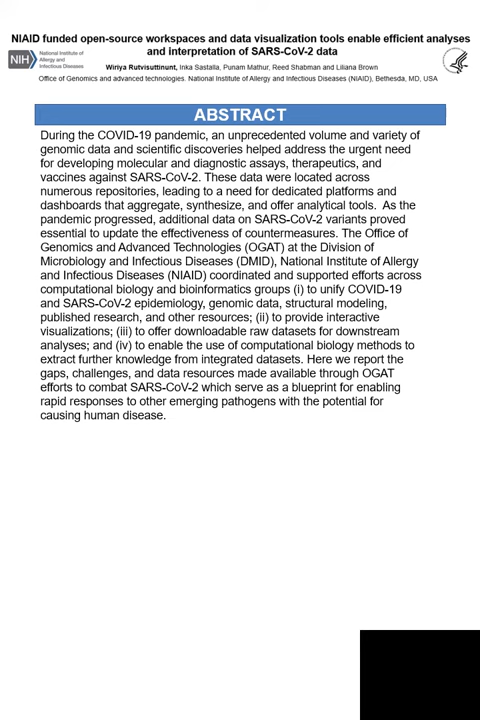 NIAID funded open-source workspaces and data visualization tools enable efficient analyses
and interpretation of SARS-CoV-2 data
NIH
National Institute of
Allergy and
Infectious Diseases
Wiriya Rutvisuttinunt, Inka Sastalla, Punam Mathur, Reed Shabman and Liliana Brown
Office of Genomics and advanced technologies. National Institute of Allergy and Infectious Diseases (NIAID), Bethesda, MD, USA
ABSTRACT
During the COVID-19 pandemic, an unprecedented volume and variety of
genomic data and scientific discoveries helped address the urgent need
for developing molecular and diagnostic assays, therapeutics, and
vaccines against SARS-CoV-2. These data were located across
numerous repositories, leading to a need for dedicated platforms and
dashboards that aggregate, synthesize, and offer analytical tools. As the
pandemic progressed, additional data on SARS-CoV-2 variants proved
essential to update the effectiveness of countermeasures. The Office of
Genomics and Advanced Technologies (OGAT) at the Division of
Microbiology and Infectious Diseases (DMID), National Institute of Allergy
and Infectious Diseases (NIAID) coordinated and supported efforts across
computational biology and bioinformatics groups (i) to unify COVID-19
and SARS-CoV-2 epidemiology, genomic data, structural modeling,
published research, and other resources; (ii) to provide interactive
visualizations; (iii) to offer downloadable raw datasets for downstream
analyses; and (iv) to enable the use of computational biology methods to
extract further knowledge from integrated datasets. Here we report the
gaps, challenges, and data resources made available through OGAT
efforts to combat SARS-CoV-2 which serve as a blueprint for enabling
rapid responses to other emerging pathogens with the potential for
causing human disease.